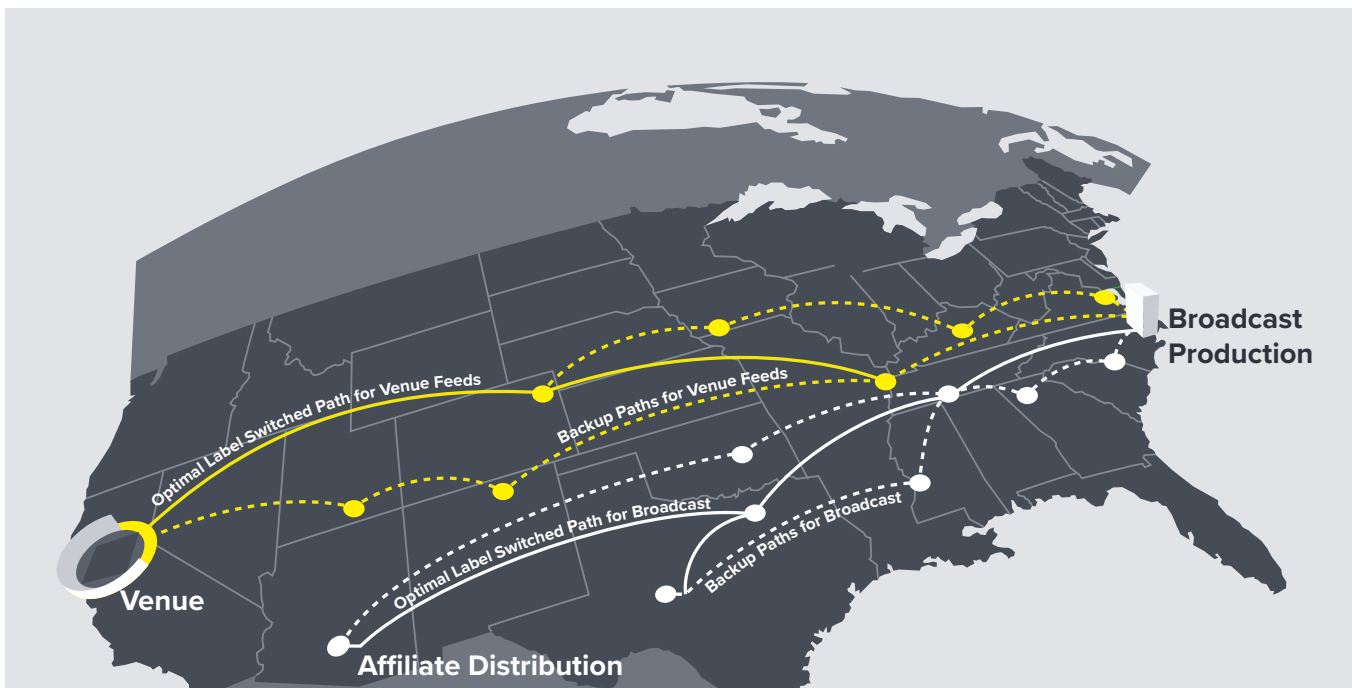 Broadcast
Production
Optimal Label Switched Path for Venue Feeds
Backup Paths for Venue Feeds
Optimal Label Switched Path for Broadcast
Backup Paths for Broadcast
Venue
Affiliate Distribution